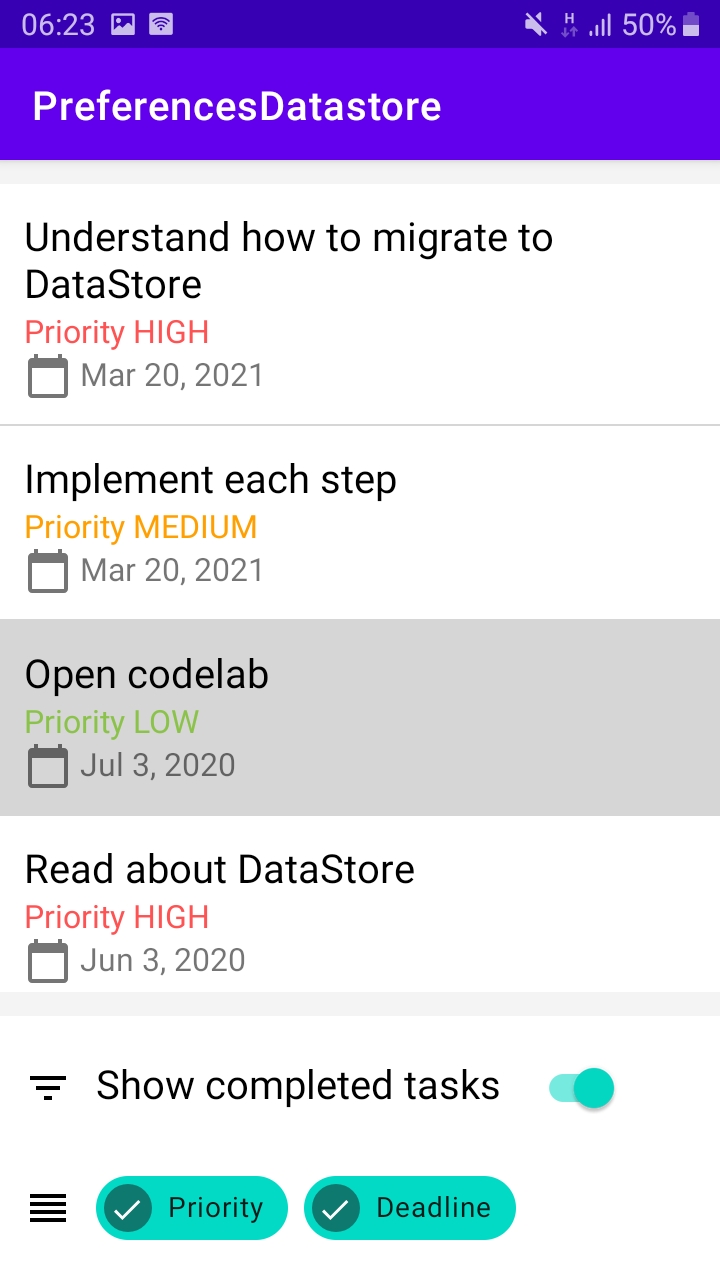 06:23
H
50%
PreferencesDatastore
Understand how to migrate to
DataStore
Priority HIGH
Mar 20, 2021
Implement each step
Priority MEDIUM
Mar 20, 2021
Open codelab
Priority LOW
Jul 3, 2020
Read about DataStore
Priority HIGH
Jun 3, 2020
Show completed tasks
Priority
Deadline